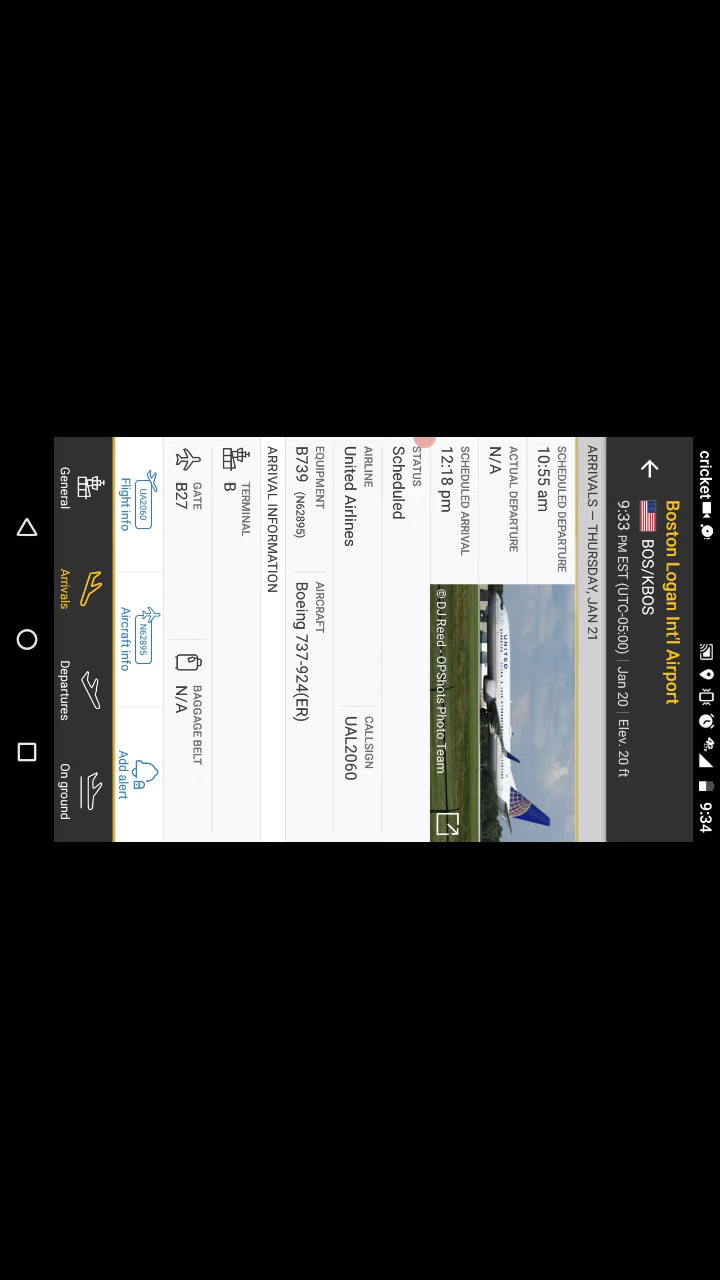 cricket
9:34
Boston Logan Int'l Airport
BOS/KBOS
9:33 PM EST (UTC-05:00) | Jan 20 | Elev. 20 ft
ARRIVALS — THURSDAY, JAN 21
SCHEDULED DEPARTURE
10:55 am
ACTUAL DEPARTURE
N/A
SCHEDULED ARRIVAL
12:18 pm
UNITED
© DJ Reed - OPShots Photo Team
STATUS
Scheduled
AIRLINE
United Airlines
CALLSIGN
UAL2060
EQUIPMENT
B739 (N62895)
AIRCRAFT
Boeing 737-924(ER)
ARRIVAL INFORMATION
TERMINAL
B
GATE
B27
BAGGAGE BELT
N/A
UA2060
Flight info
N62895
Aircraft info
Add alert
General
Arrivals
Departures
On ground